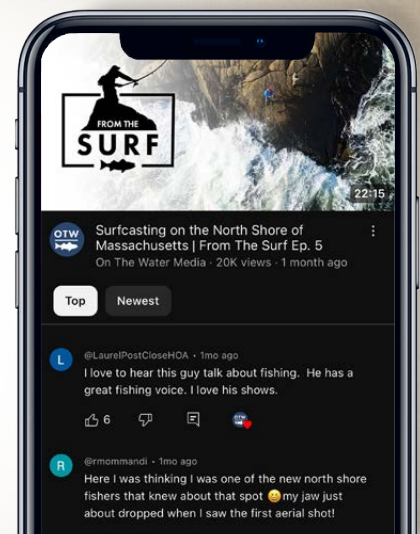 FROM THE
SURF
22:15
OTW
Surfcasting on the North Shore of
Massachusetts | From The Surf Ep. 5
On The Water Media · 20K views · 1 month ago
Top
Newest
L
@LaurelPostCloseHOA • 1mo ago
I love to hear this guy talk about fishing. He has a
great fishing voice. I love his shows.
6
OTW
R
@rmommandi • 1mo ago
Here I was thinking I was one of the new north shore
fishers that knew about that spot 😀my jaw just
about dropped when I saw the first aerial shot!